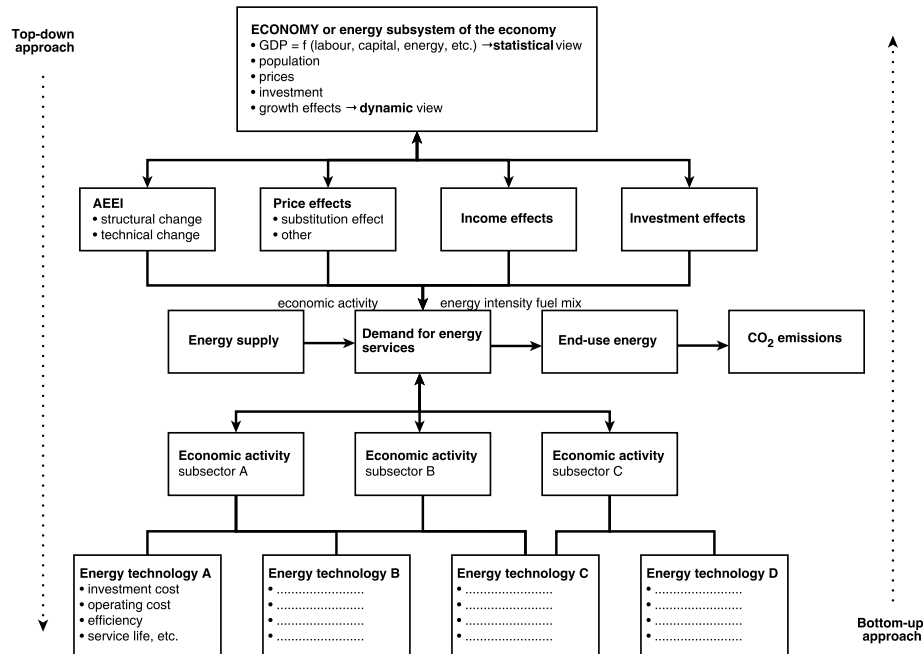 Top-down
approach
ECONOMY or energy subsystem of the economy
• GDP = f (labour, capital, energy, etc.) →statistical view
• population
• prices
• investment
• growth effects → dynamic view
AEEI
• structural change
• technical change
Price effects
• substitution effect
• other
Income effects
Investment effects
economic activity
energy intensity fuel mix
Energy supply
Demand for energy
services
End-use energy
CO2 emissions
Economic activity
subsector A
Economic activity
subsector B
Economic activity
subsector C
Energy technology A
• investment cost
• operating cost
• efficiency
• service life, etc.
Energy technology B
• ......................
• ......................
• ......................
• ......................
Energy technology C
• ......................
• ......................
• ......................
• ......................
Energy technology D
• ......................
• ......................
• ......................
• ......................
Bottom-up
approach